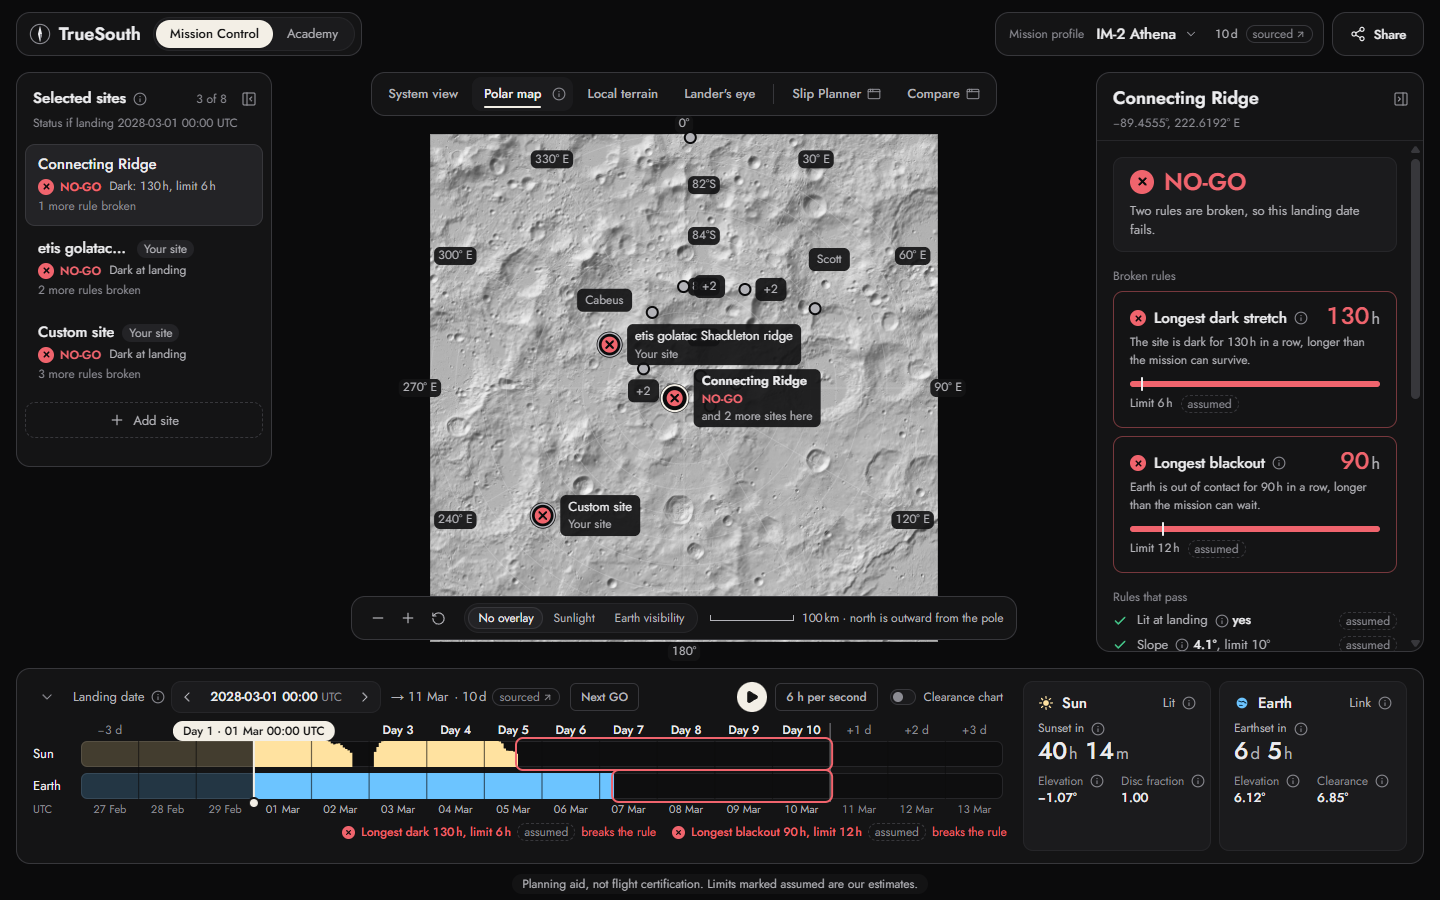 TrueSouth
Mission Control
Academy
Mission profile
IM-2 Athena
10 d
sourced ↗
Share
Selected sites
3 of 8
Status if landing 2028-03-01 00:00 UTC
Connecting Ridge
NO-GO Dark: 130 h, limit 6 h
1 more rule broken
etis golatac... Your site
NO-GO Dark at landing
2 more rules broken
Custom site Your site
NO-GO Dark at landing
3 more rules broken
+ Add site
System view
Polar map
Local terrain
Lander's eye
Slip Planner
Compare
0°
330° E
30° E
82°S
84°S
300° E
60° E
Scott
+2
+2
Cabeus
etis golatac Shackleton ridge
Your site
270° E
90° E
+2
Connecting Ridge
NO-GO
and 2 more sites here
Custom site
Your site
240° E
120° E
No overlay
Sunlight
Earth visibility
100 km · north is outward from the pole
180°
Connecting Ridge
−89.4555°, 222.6192° E
NO-GO
Two rules are broken, so this landing date
fails.
Broken rules
Longest dark stretch 130 h
The site is dark for 130 h in a row, longer than
the mission can survive.
Limit 6 h assumed
Longest blackout 90 h
Earth is out of contact for 90 h in a row, longer
than the mission can wait.
Limit 12 h assumed
Rules that pass
Lit at landing yes assumed
Slope 4.1°, limit 10° assumed
Landing date
2028-03-01 00:00 UTC
→ 11 Mar · 10 d
sourced ↗
Next GO
6 h per second
Clearance chart
−3 d
Day 1 · 01 Mar 00:00 UTC
Day 3
Day 4
Day 5
Day 6
Day 7
Day 8
Day 9
Day 10
+1 d
+2 d
+3 d
Sun
Earth
UTC
27 Feb
28 Feb
29 Feb
01 Mar
02 Mar
03 Mar
04 Mar
05 Mar
06 Mar
07 Mar
08 Mar
09 Mar
10 Mar
11 Mar
12 Mar
13 Mar
Longest dark 130 h, limit 6 h assumed breaks the rule
Longest blackout 90 h, limit 12 h assumed breaks the rule
Sun
Lit
Sunset in
40 h 14 m
Elevation
Disc fraction
−1.07°
1.00
Earth
Link
Earthset in
6 d 5 h
Elevation
Clearance
6.12°
6.85°
Planning aid, not flight certification. Limits marked assumed are our estimates.